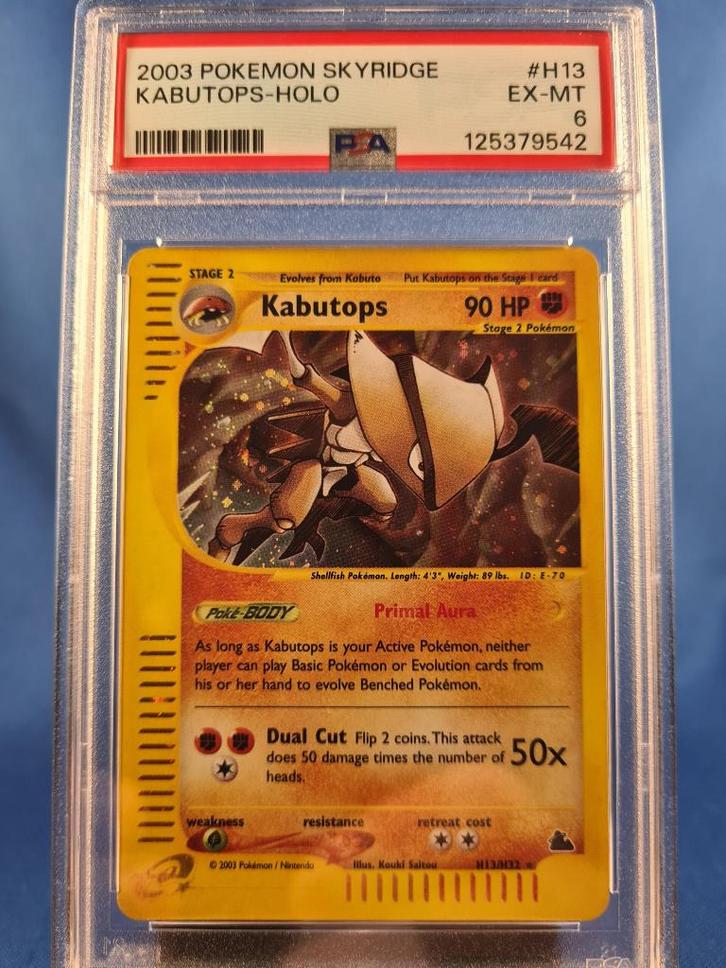 2003 POKEMON SKYRIDGE #H13
KABUTOPS-HOLO EX-MT
6
PSA 125379542
STAGE 2 Evolves from Kabuto Put Kabutops on the Stage 1 card
Kabutops 90 HP
Stage 2 Pokémon
Shellfish Pokémon. Length: 4'3", Weight: 89 lbs. ID: E-70
Poké-BODY Primal Aura
As long as Kabutops is your Active Pokémon, neither
player can play Basic Pokémon or Evolution cards from
his or her hand to evolve Benched Pokémon.
Dual Cut Flip 2 coins. This attack
does 50 damage times the number of 50x
heads.
weakness resistance retreat cost
© 2003 Pokémon / Nintendo Illus. Kouki Saitou H13/H32